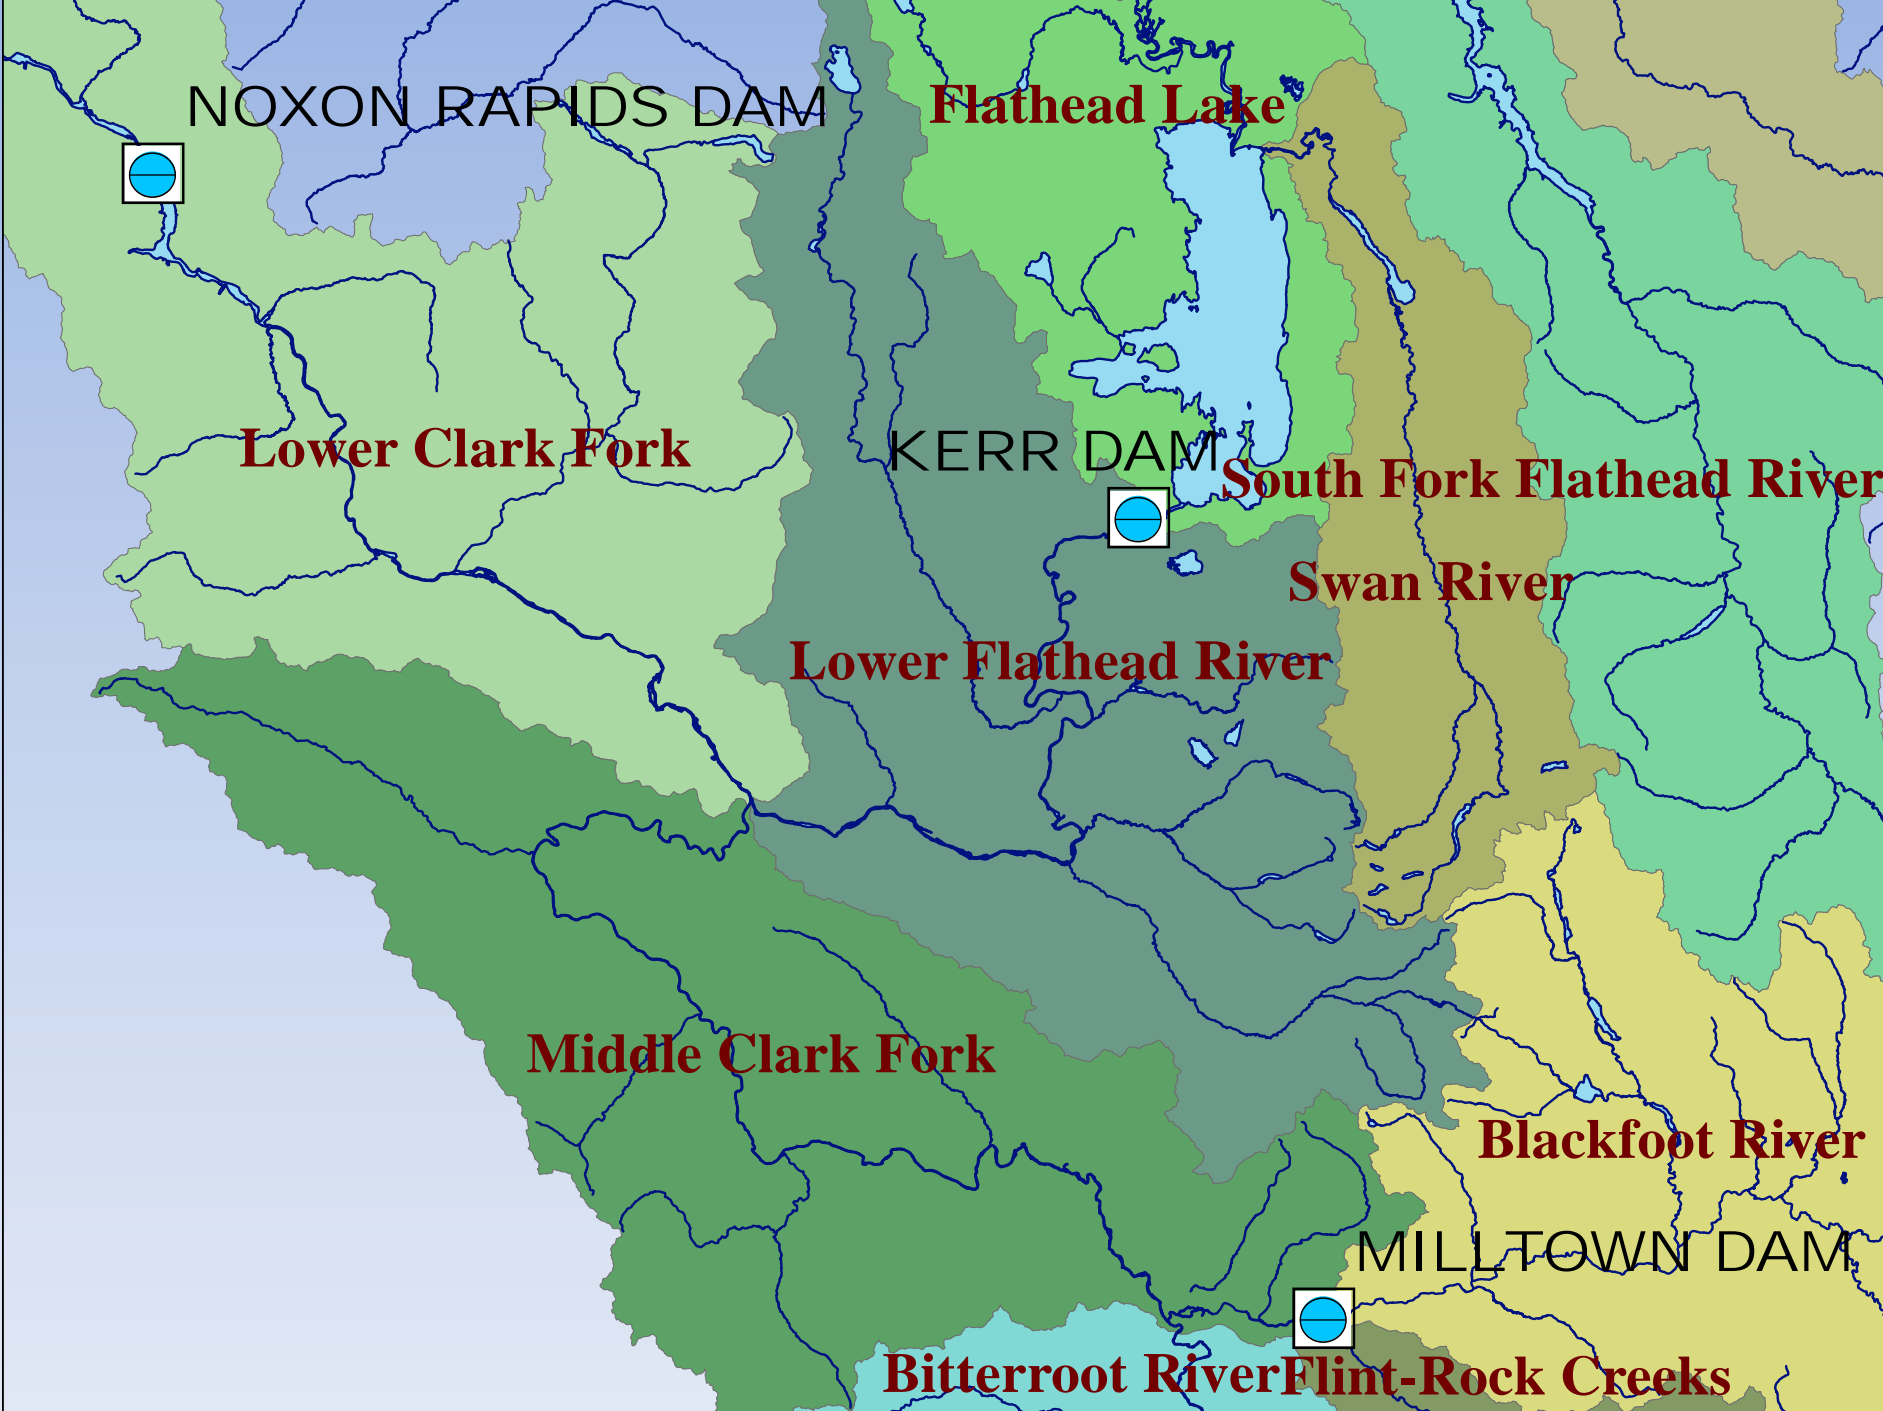 NOXON RAPIDS DAM
Flathead Lake
Lower Clark Fork
KERR DAM
South Fork Flathead River
Swan River
Lower Flathead River
Middle Clark Fork
Blackfoot River
MILLTOWN DAM
Bitterroot River
Flint-Rock Creeks